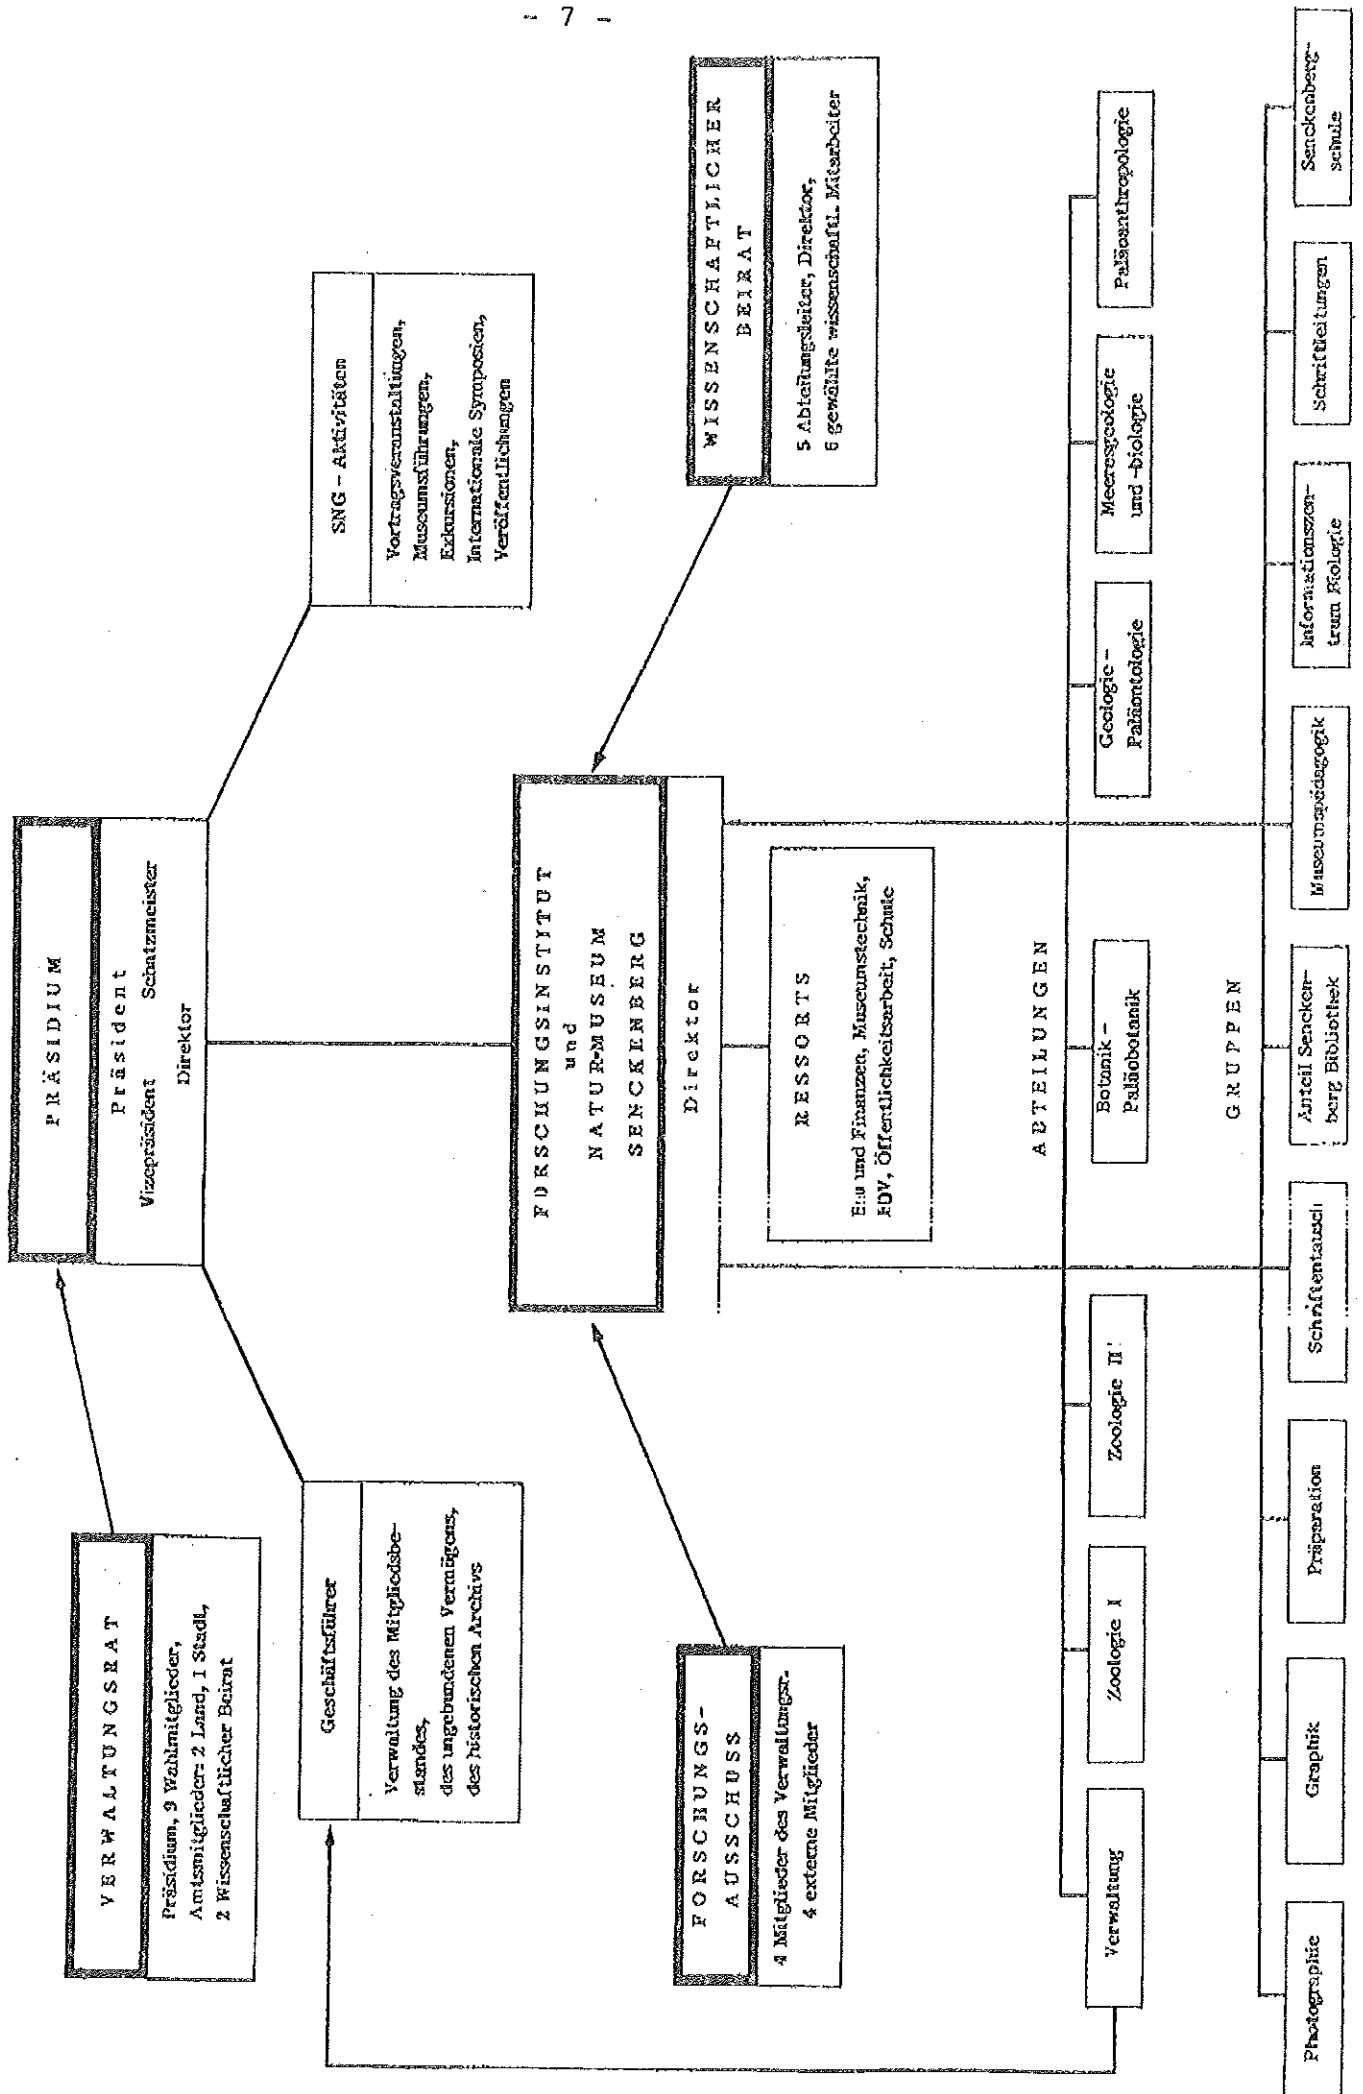 - 7 -
PRÄSIDIUM
Präsident
Vizepräsident Schatzmeister
Direktor
VERWALTUNGSRAT
Präsidium, 9 Wahlmitglieder,
Amtsmitglieder: 2 Land, 1 Stadt,
2 Wissenschaftlicher Beirat
Geschäftsführer
Verwaltung des Mitgliedsbe-
standes,
des ungebundenen Vermögens,
des historischen Archivs
SNG - Aktivitäten
Vortragsveranstaltungen,
Museumsführungen,
Exkursionen,
Internationale Symposien,
Veröffentlichungen
FORSCHUNGSINSTITUT
und
NATUR-MUSEUM
SENCKENBERG
Direktor
FORSCHUNGS-
AUSSCHUSS
4 Mitglieder des Verwaltungsr.
4 externe Mitglieder
WISSENSCHAFTLICHER
BEIRAT
5 Abteilungsleiter, Direktor,
6 gewählte wissenschaftl. Mitarbeiter
RESSORTS
Bau und Finanzen, Museumstechnik,
EDV, Öffentlichkeitsarbeit, Schule
ABTEILUNGEN
Verwaltung
Zoologie I
Zoologie II
Botanik -
Paläobotanik
Geologie -
Paläontologie
Meeresgeologie
und -biologie
Paläoanthropologie
GRUPPEN
Photographie
Graphik
Präparation
Schriftentausch
Anteil Sencken-
berg Bibliothek
Museumspädagogik
Informationszen-
trum Biologie
Schriftleitungen
Senckenberg-
schule